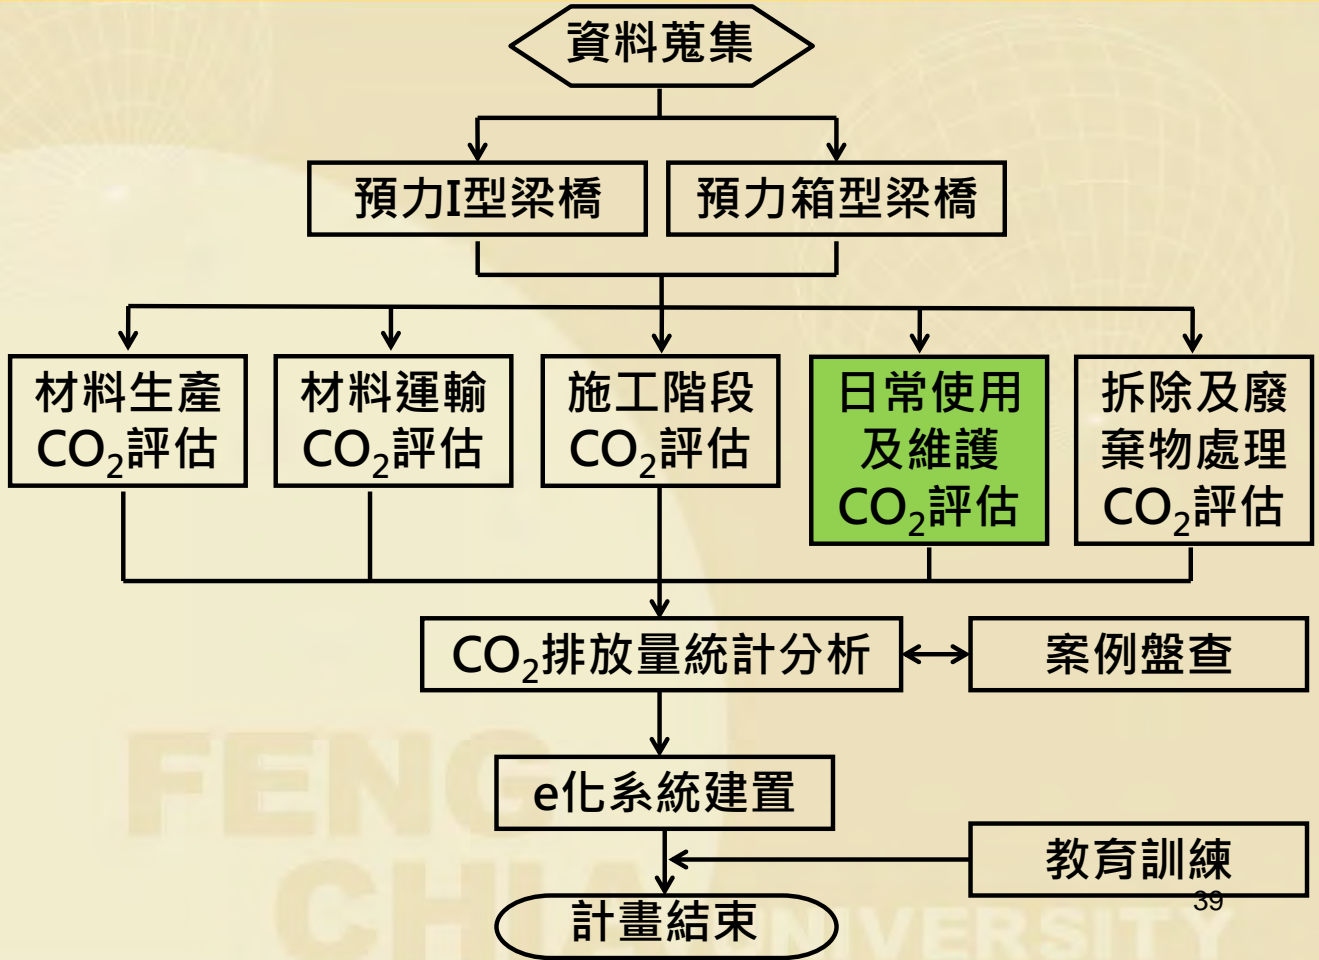 資料蒐集
預力I型梁橋
預力箱型梁橋
材料生產
CO₂評估
材料運輸
CO₂評估
施工階段
CO₂評估
日常使用
及維護
CO₂評估
拆除及廢
棄物處理
CO₂評估
CO₂排放量統計分析
案例盤查
e化系統建置
教育訓練
39
計畫結束
FENG
CHIA UNIVERSITY